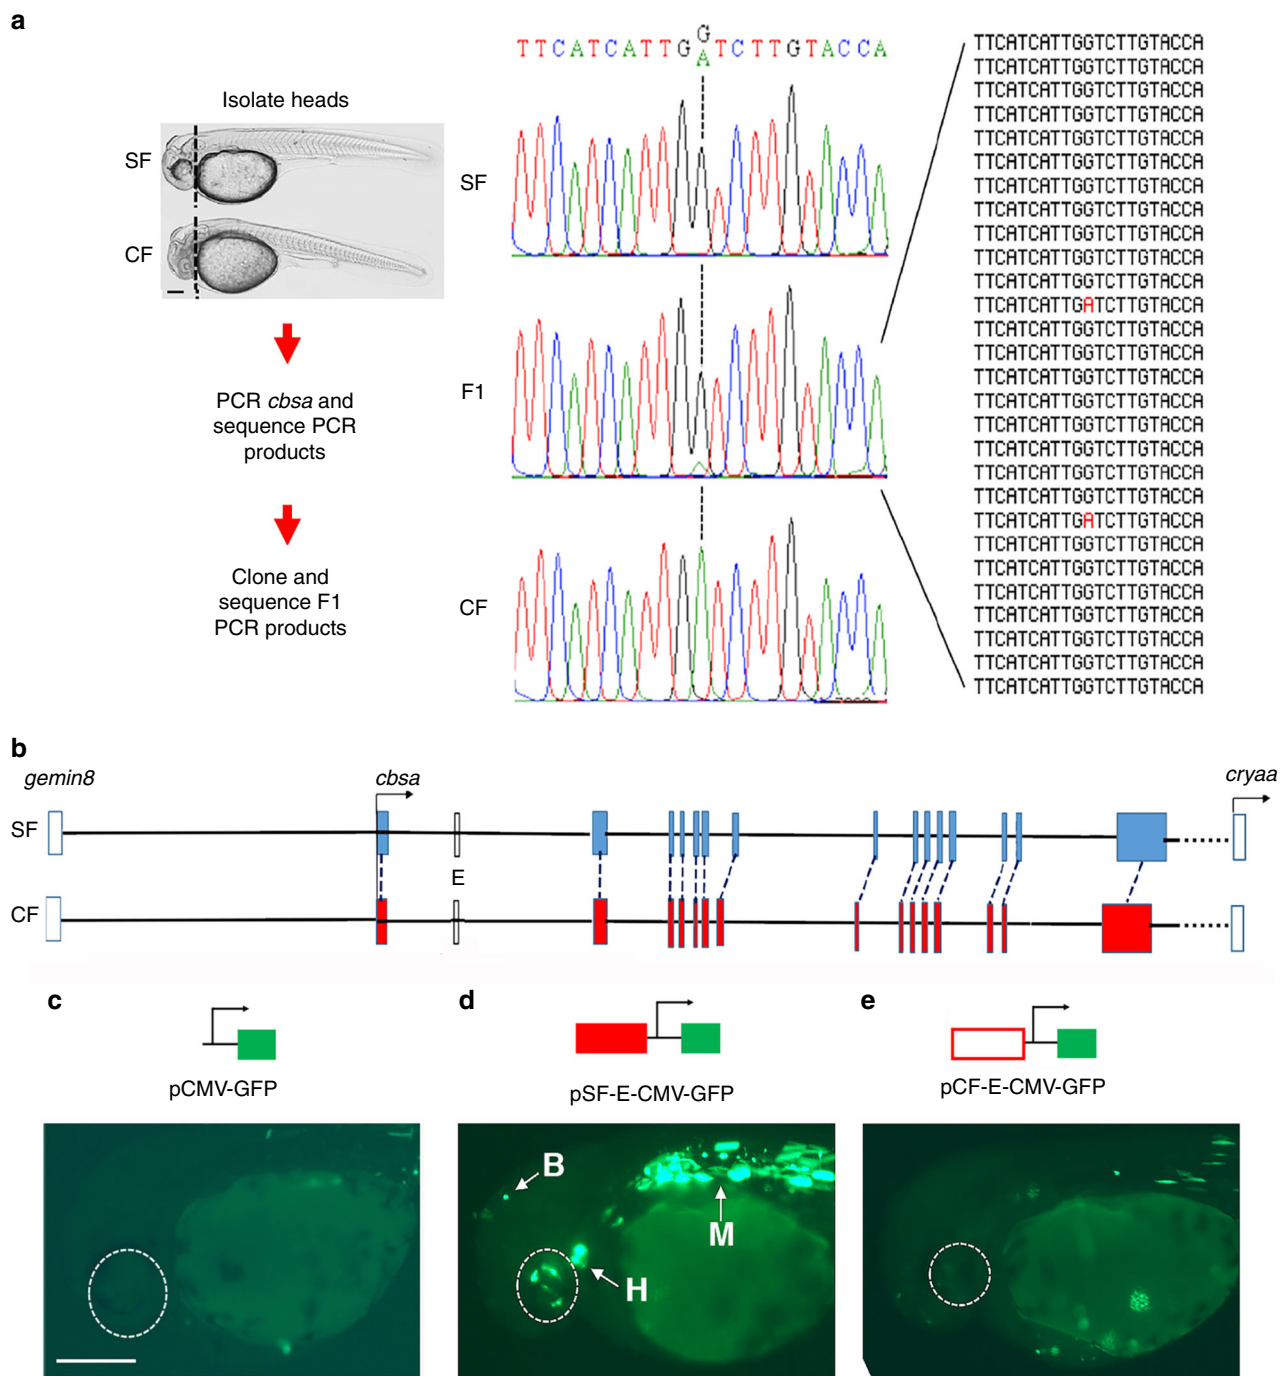 a
Isolate heads
SF
CF
PCR cbsa and
sequence PCR
products
Clone and
sequence F1
PCR products
G
TTCATCATTG TCTTGTACCA
A
SF
F1
CF
TTCATCATTGGTCTTGTACCA
TTCATCATTGGTCTTGTACCA
TTCATCATTGGTCTTGTACCA
TTCATCATTGGTCTTGTACCA
TTCATCATTGGTCTTGTACCA
TTCATCATTGGTCTTGTACCA
TTCATCATTGGTCTTGTACCA
TTCATCATTGGTCTTGTACCA
TTCATCATTGGTCTTGTACCA
TTCATCATTGGTCTTGTACCA
TTCATCATTGGTCTTGTACCA
TTCATCATTGATCTTGTACCA
TTCATCATTGGTCTTGTACCA
TTCATCATTGGTCTTGTACCA
TTCATCATTGGTCTTGTACCA
TTCATCATTGGTCTTGTACCA
TTCATCATTGGTCTTGTACCA
TTCATCATTGGTCTTGTACCA
TTCATCATTGGTCTTGTACCA
TTCATCATTGGTCTTGTACCA
TTCATCATTGATCTTGTACCA
TTCATCATTGGTCTTGTACCA
TTCATCATTGGTCTTGTACCA
TTCATCATTGGTCTTGTACCA
TTCATCATTGGTCTTGTACCA
TTCATCATTGGTCTTGTACCA
TTCATCATTGGTCTTGTACCA
TTCATCATTGGTCTTGTACCA
b
gemin8
cbsa
cryaa
SF
E
CF
c
pCMV-GFP
d
pSF-E-CMV-GFP
B
M
H
e
pCF-E-CMV-GFP